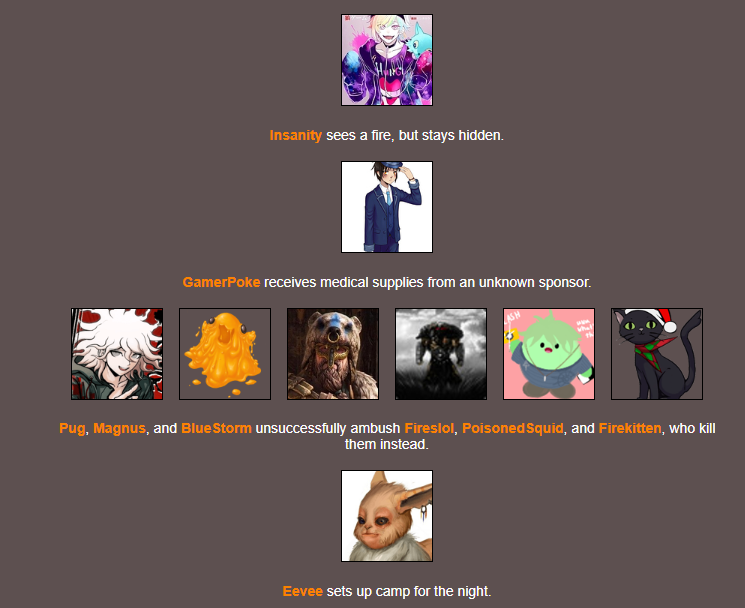 Insanity sees a fire, but stays hidden.
GamerPoke receives medical supplies from an unknown sponsor.
Pug, Magnus, and BlueStorm unsuccessfully ambush Fireslol, PoisonedSquid, and Firekitten, who kill
them instead.
Eevee sets up camp for the night.